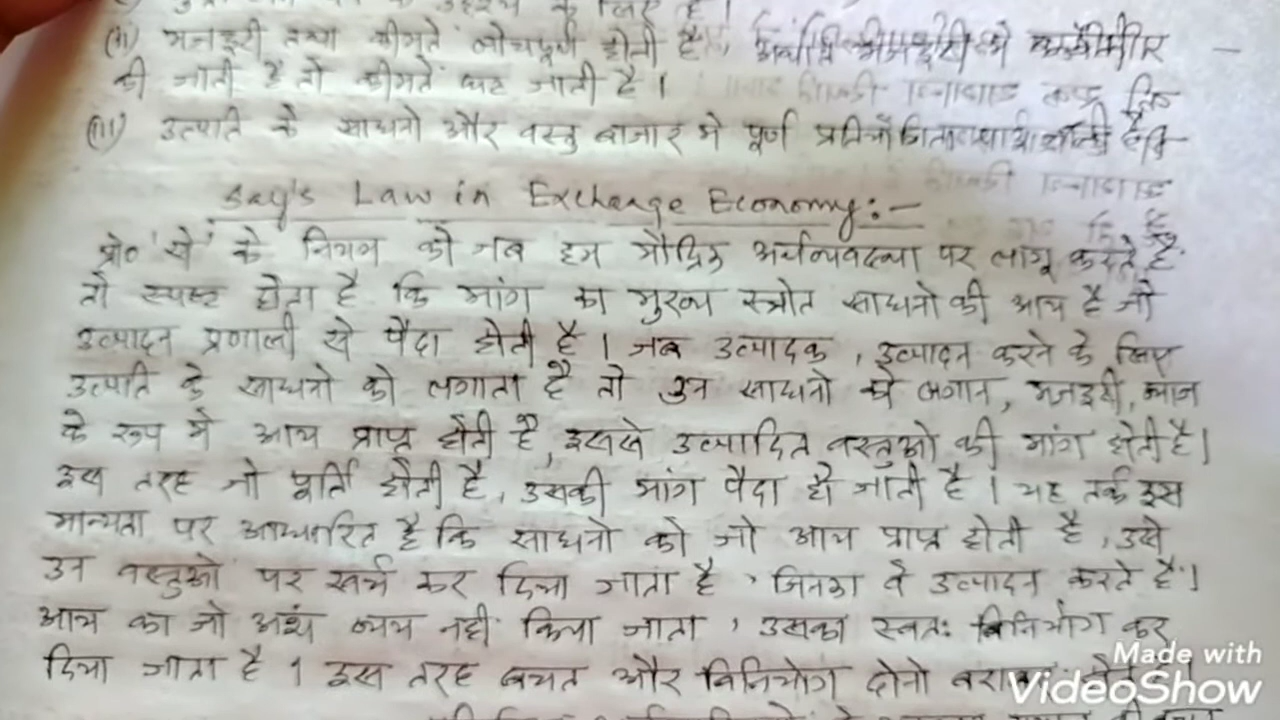 के लिए है।
(ii) मजदूरी तथा कीमतें लोचपूर्ण होती है,
की जाती है तो कीमतें घट जाती है।
(iii) उत्पत्ति के साधनो और वस्तु बाजार मे पूर्ण
Say's Law in Exchange Economy:-
प्रो० 'से' के नियम को जब हम मौद्रिक अर्थव्यवस्था पर लागू करते है
तो स्पष्ट होता है कि मांग का मुख्य स्त्रोत साधनो की आय है जो
उत्पादन प्रणाली से पैदा होती है। जब उत्पादक, उत्पादन करने के लिए
उत्पति के साधनो को लगाता है तो उन साधनो को लगान, मजदूरी, ब्याज
के रूप मे आय प्राप्त होती है, इससे उत्पादित वस्तुओ की मांग होती है।
इस तरह जो पूर्ति होती है, उसकी मांग पैदा हो जाती है। यह तर्क इस
मान्यता पर आधारित है कि साधनो को जो आय प्राप्त होती है, उसे
उन वस्तुओ पर खर्च कर दिया जाता है, जिनका वे उत्पादन करते है।
आय का जो अंश व्यय नही किया जाता, उसका स्वतः विनियोग कर
दिया जाता है। इस तरह बचत और विनियोग दोनो
Made with
VideoShow